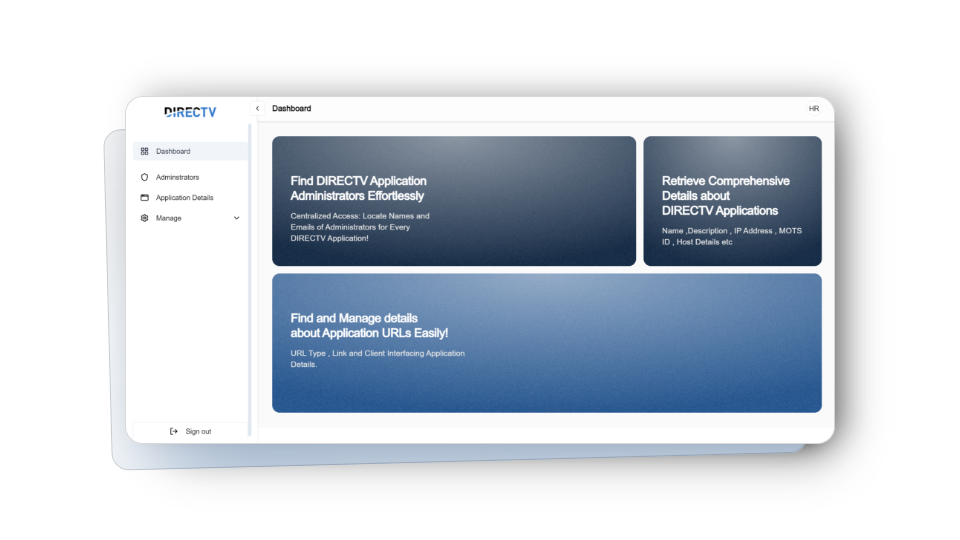 DIRECTV
Dashboard
HR
Dashboard
Adminstrators
Application Details
Manage
Sign out
Find DIRECTV Application
Administrators Effortlessly
Centralized Access: Locate Names and
Emails of Administrators for Every
DIRECTV Application!
Retrieve Comprehensive
Details about
DIRECTV Applications
Name ,Description , IP Address , MOTS
ID , Host Details etc
Find and Manage details
about Application URLs Easily!
URL Type , Link and Client Interfacing Application
Details.